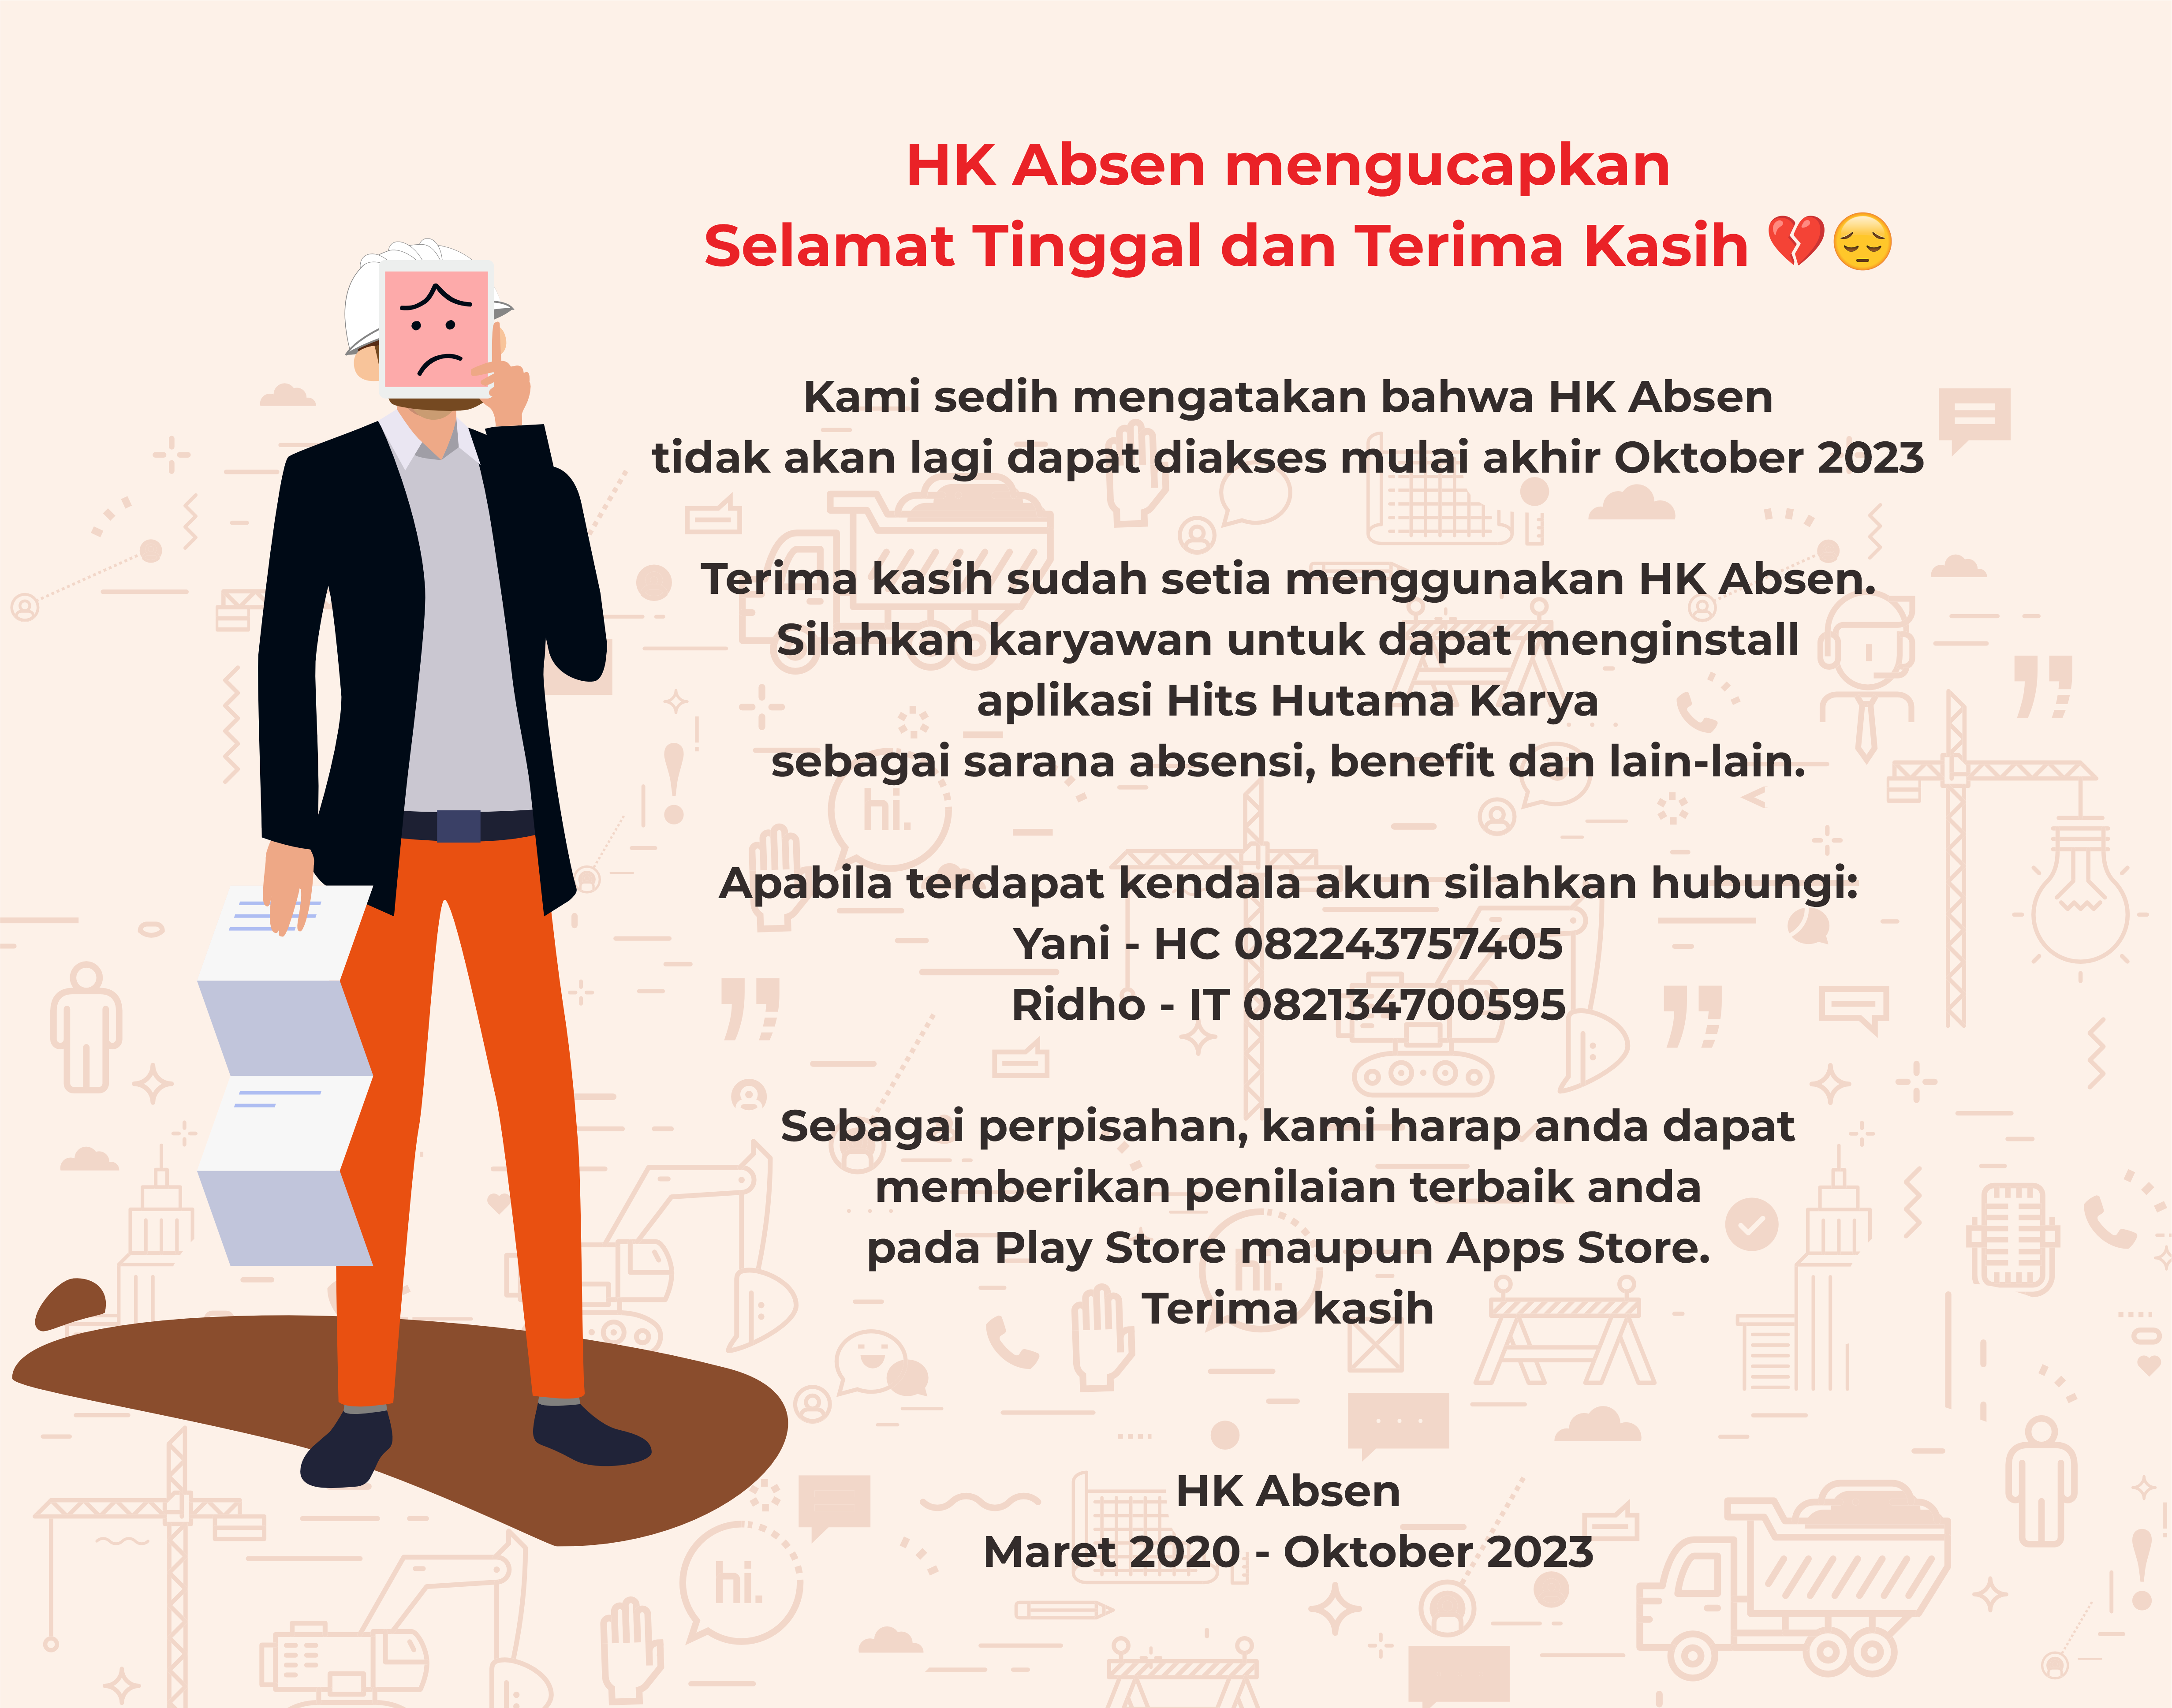 HK Absen mengucapkan
Selamat Tinggal dan Terima Kasih 💔😔
Kami sedih mengatakan bahwa HK Absen
tidak akan lagi dapat diakses mulai akhir Oktober 2023
Terima kasih sudah setia menggunakan HK Absen.
Silahkan karyawan untuk dapat menginstall
aplikasi Hits Hutama Karya
sebagai sarana absensi, benefit dan lain-lain.
Apabila terdapat kendala akun silahkan hubungi:
Yani - HC 082243757405
Ridho - IT 082134700595
Sebagai perpisahan, kami harap anda dapat
memberikan penilaian terbaik anda
pada Play Store maupun Apps Store.
Terima kasih
HK Absen
Maret 2020 - Oktober 2023
hi.
hi.
hi.